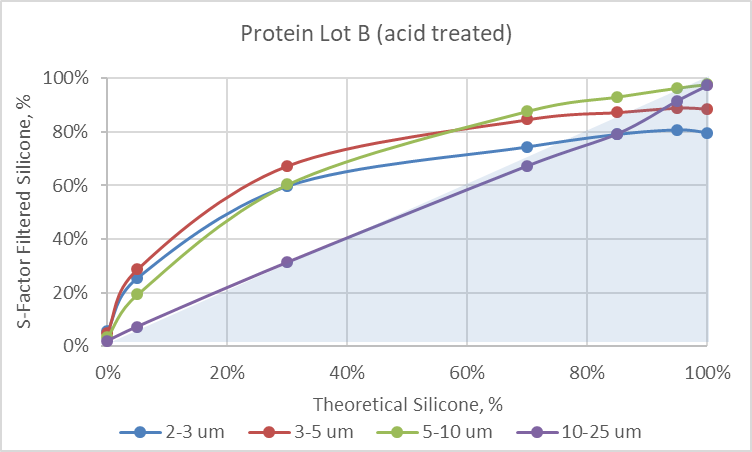 Protein Lot B (acid treated)
S-Factor Filtered Silicone, %
100%
80%
60%
40%
20%
0%
0% 20% 40% 60% 80% 100%
Theoretical Silicone, %
2-3 um 3-5 um 5-10 um 10-25 um